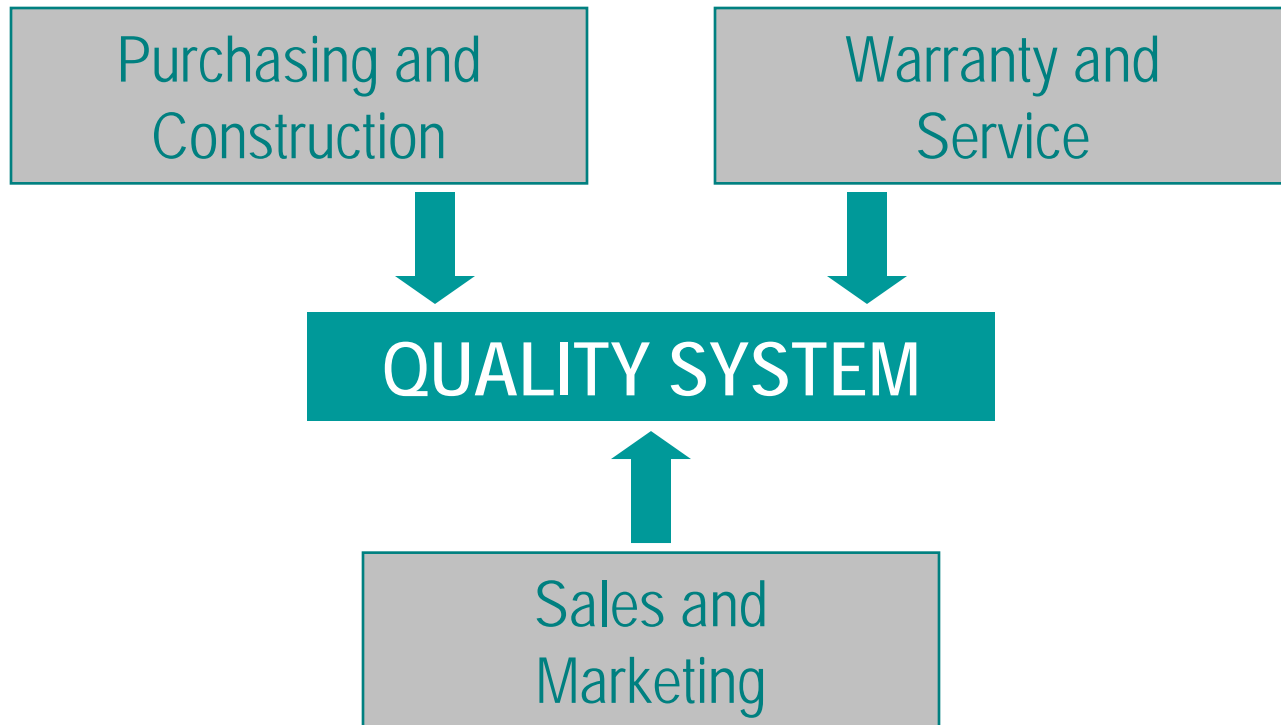 Purchasing and
Construction
Warranty and
Service
QUALITY SYSTEM
Sales and
Marketing